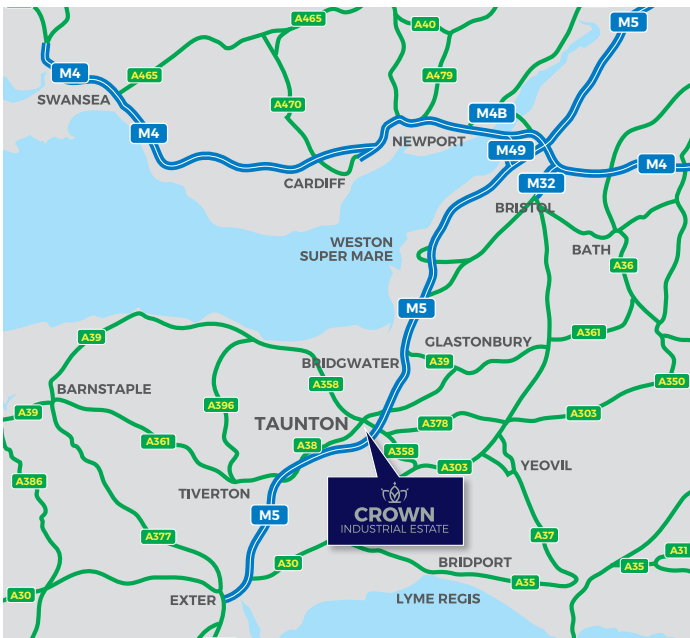 A465
A40
M5
M4
A465
A479
SWANSEA
A470
M4B
M4
NEWPORT
M49
M4
CARDIFF
M32
BRISTOL
WESTON
SUPER MARE
BATH
A36
M5
A39
GLASTONBURY
A361
BRIDGWATER
A39
BARNSTAPLE
A358
A350
A396
A39
A303
TAUNTON
A378
A361
A38
A358
A303
YEOVIL
A386
TIVERTON
CROWN
INDUSTRIAL ESTATE
M5
A377
A37
A31
A30
BRIDPORT
A35
A35
A30
EXTER
LYME REGIS